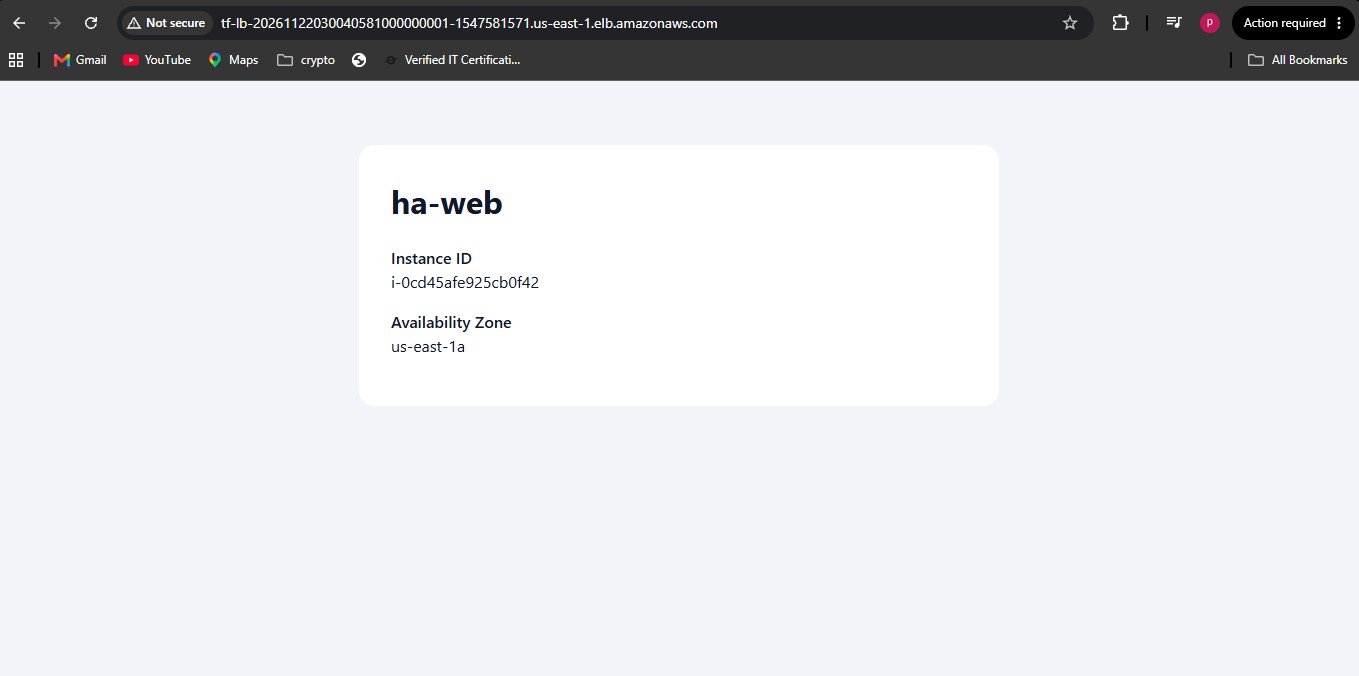 Not secure tf-lb-20261122030040581000000001-1547581571.us-east-1.elb.amazonaws.com P Action required
Gmail YouTube Maps crypto Verified IT Certificati... All Bookmarks
ha-web
Instance ID
i-0cd45afe925cb0f42
Availability Zone
us-east-1a